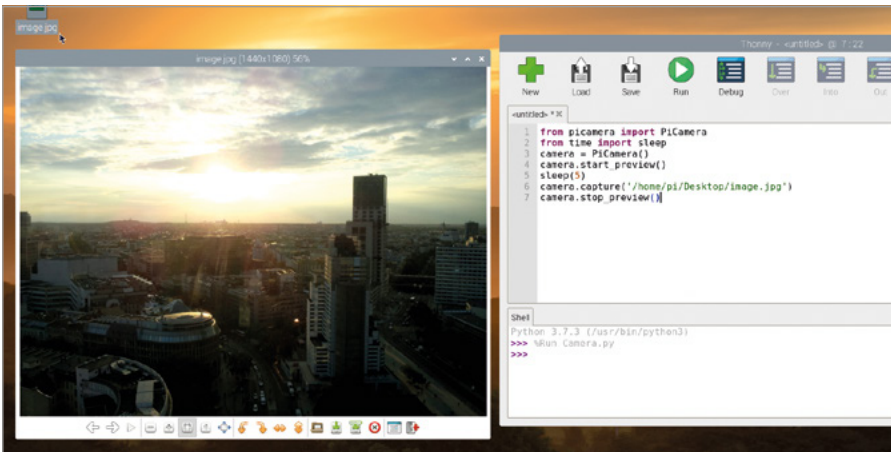 image.jpg
image.jpg (1440x1080) 56%
Thonny - <untitled> @ 7:22
New Load Save Run Debug Over Into Out
<untitled> *
1 from picamera import PiCamera
2 from time import sleep
3 camera = PiCamera()
4 camera.start_preview()
5 sleep(5)
6 camera.capture('/home/pi/Desktop/image.jpg')
7 camera.stop_preview()
Shell
Python 3.7.3 (/usr/bin/python3)
>>> %Run Camera.py
>>>